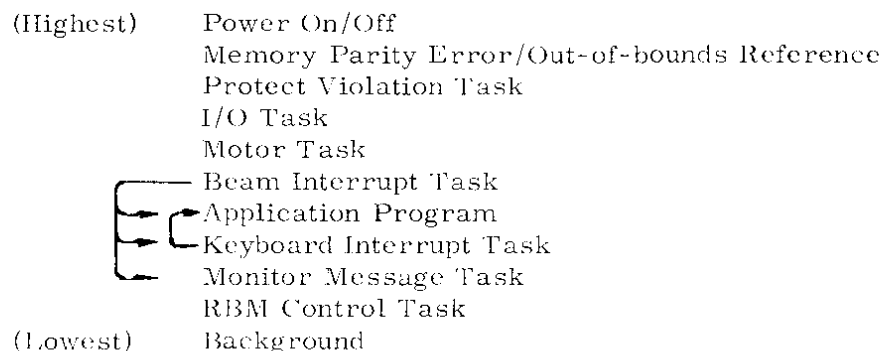 (Highest) Power On/Off
Memory Parity Error/Out-of-bounds Reference
Protect Violation Task
I/O Task
Motor Task
Beam Interrupt Task
Application Program
Keyboard Interrupt Task
Monitor Message Task
RBM Control Task
(Lowest) Background